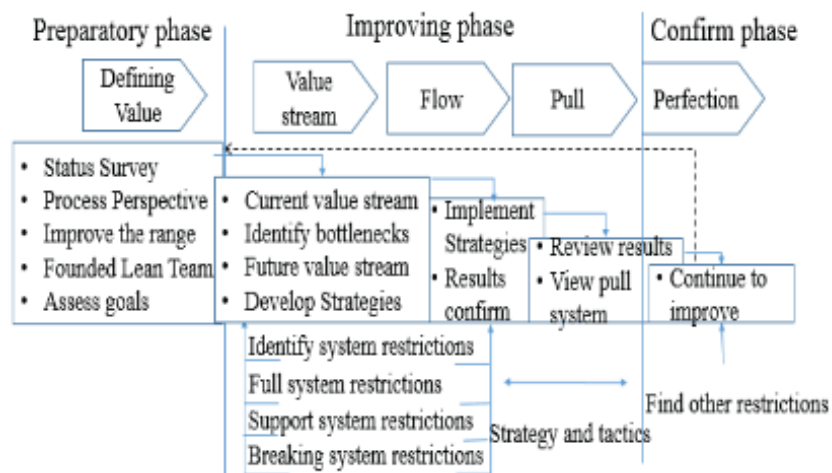 Preparatory phase
Improving phase
Confirm phase
Defining
Value
Value
stream
Flow
Pull
Perfection
• Status Survey
• Process Perspective
• Improve the range
• Founded Lean Team
• Assess goals
• Current value stream
• Identify bottlenecks
• Future value stream
• Develop Strategies
• Implement
Strategies
• Results
confirm
• Review results
• View pull
system
• Continue to
improve
Identify system restrictions
Full system restrictions
Support system restrictions
Breaking system restrictions
Strategy and tactics
Find other restrictions